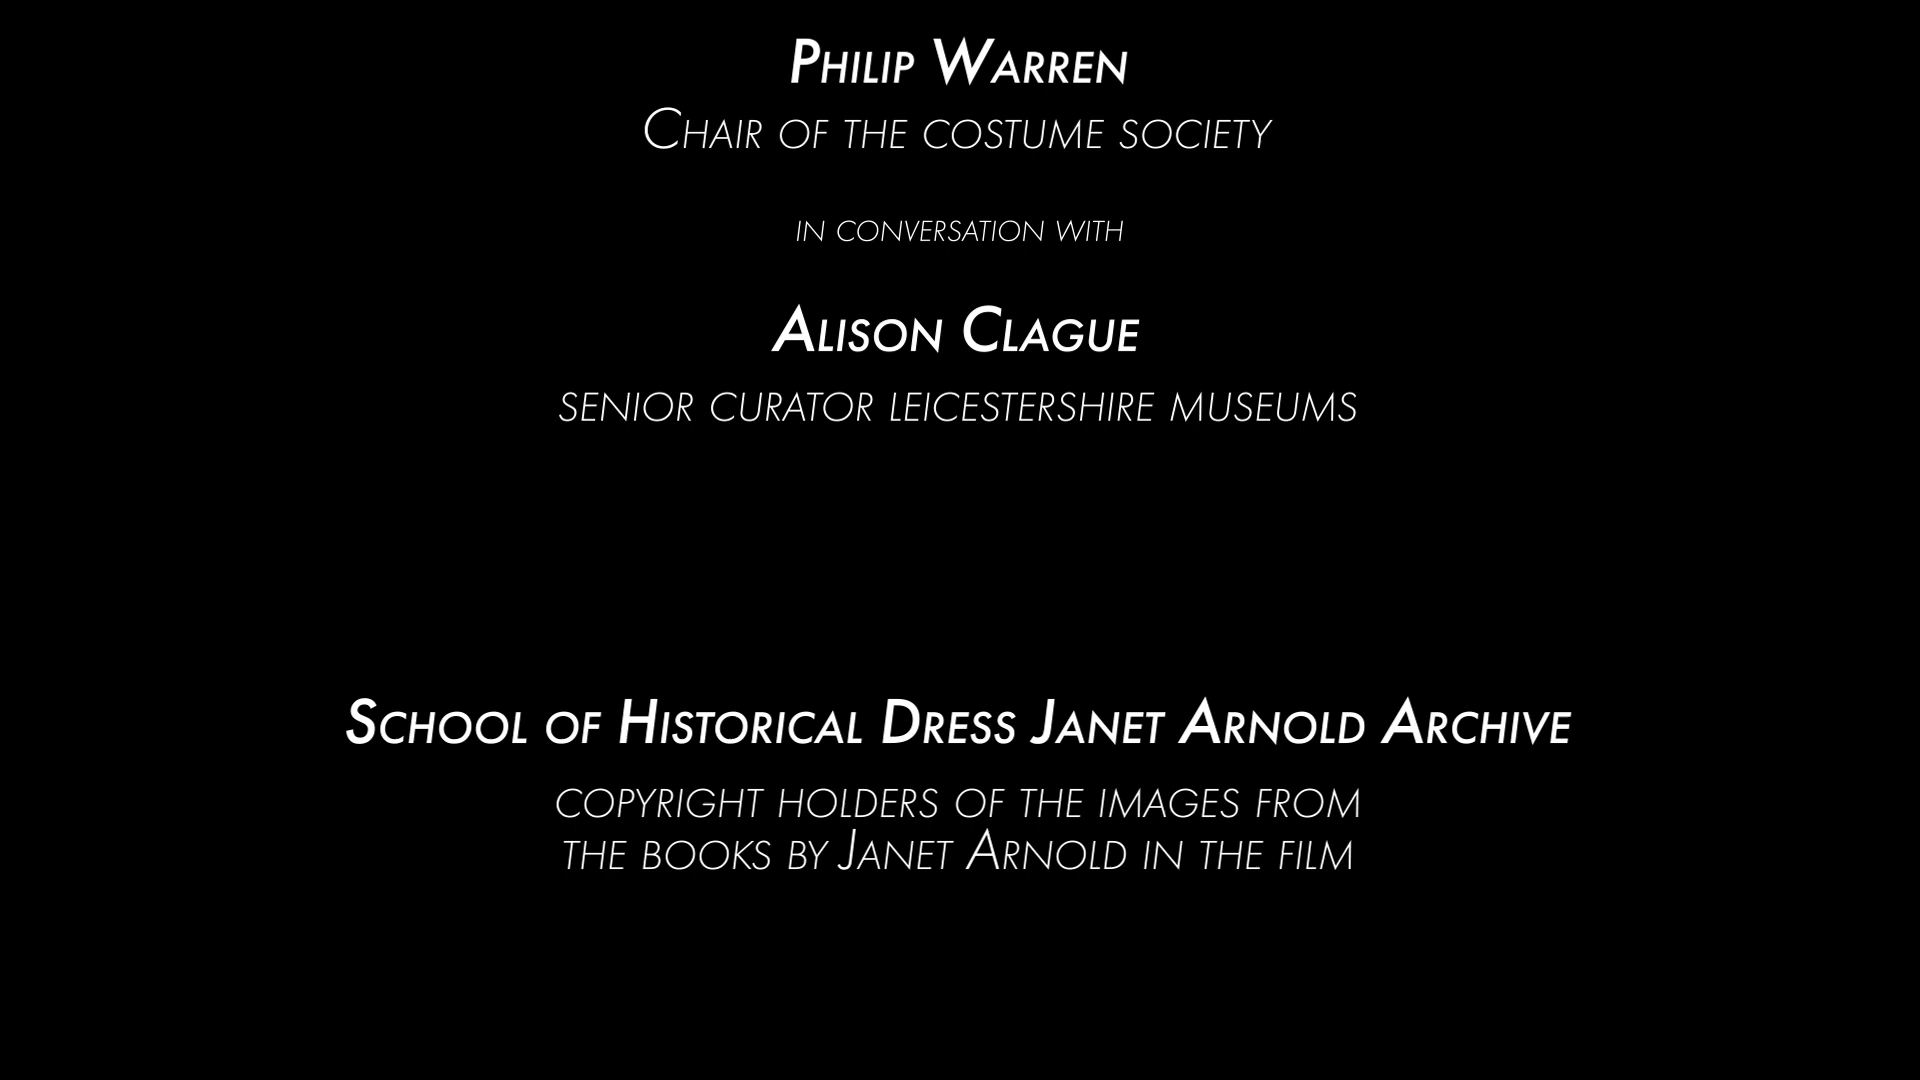 Philip Warren
Chair of the costume society
in conversation with
Alison Clague
senior curator Leicestershire Museums
School of Historical Dress Janet Arnold Archive
copyright holders of the images from
the books by Janet Arnold in the film